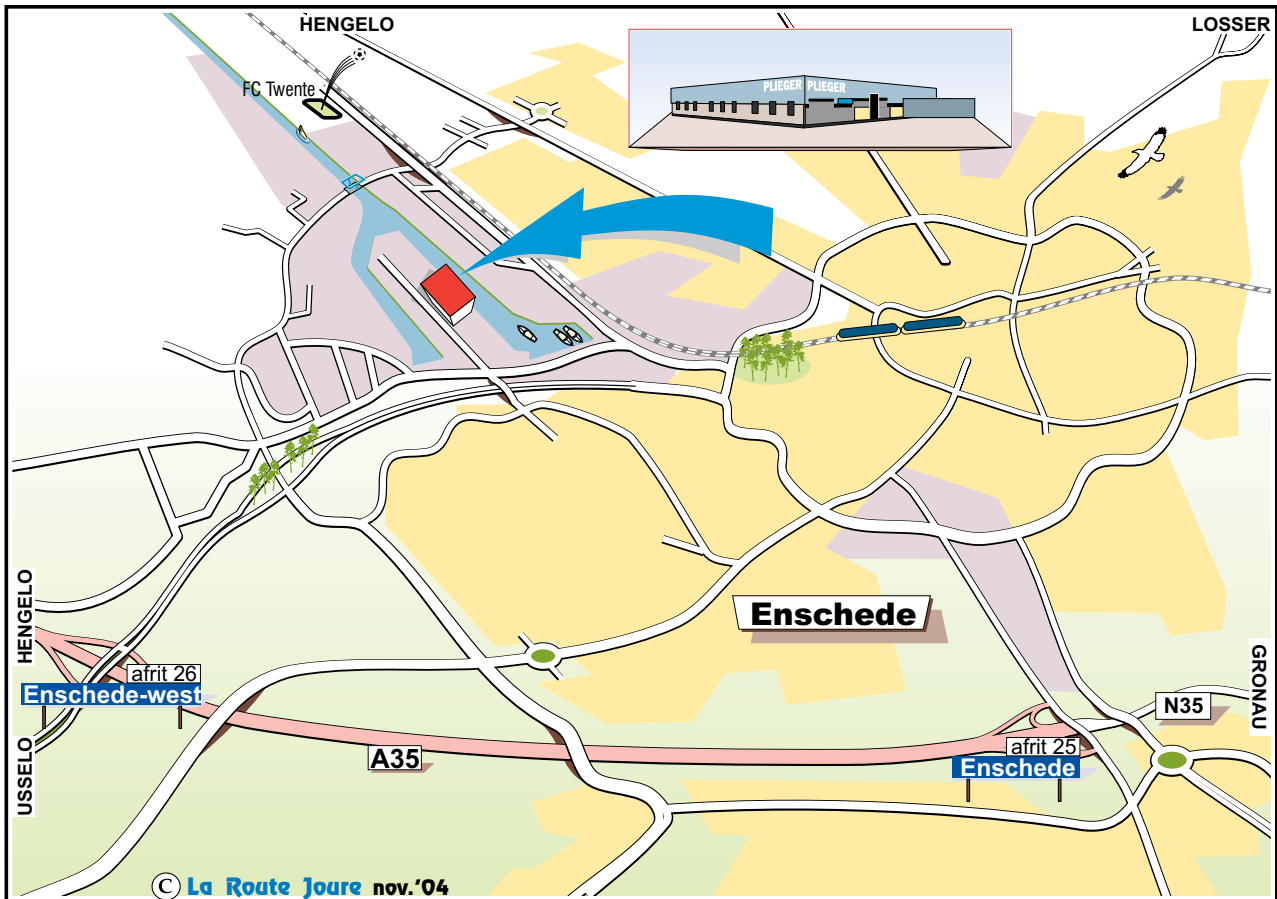 HENGELO
LOSSER
FC Twente
PLIEGER PLIEGER
Enschede
HENGELO
afrit 26
Enschede-west
USSELO
A35
GRONAU
N35
afrit 25
Enschede
© La Route Joure nov.'04